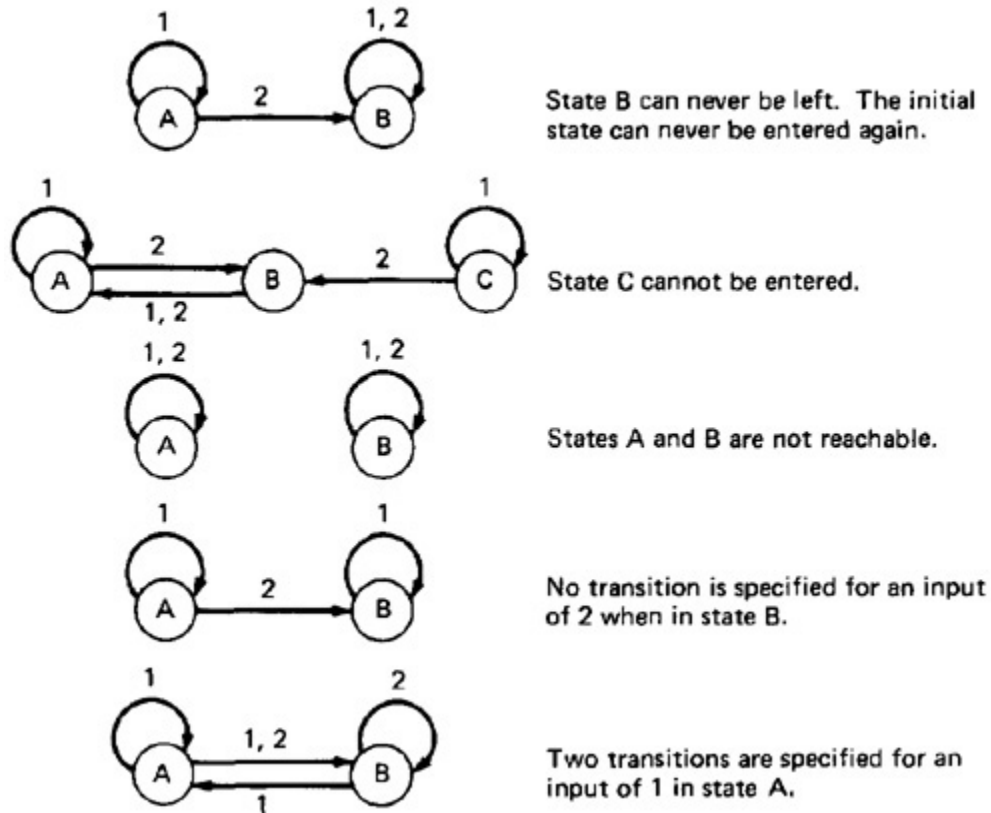 1
1, 2
2
A
B
State B can never be left. The initial
state can never be entered again.
1
1
2
2
A
B
C
1, 2
State C cannot be entered.
1, 2
1, 2
A
B
States A and B are not reachable.
1
1
2
A
B
No transition is specified for an input
of 2 when in state B.
1
2
1, 2
A
B
1
Two transitions are specified for an
input of 1 in state A.